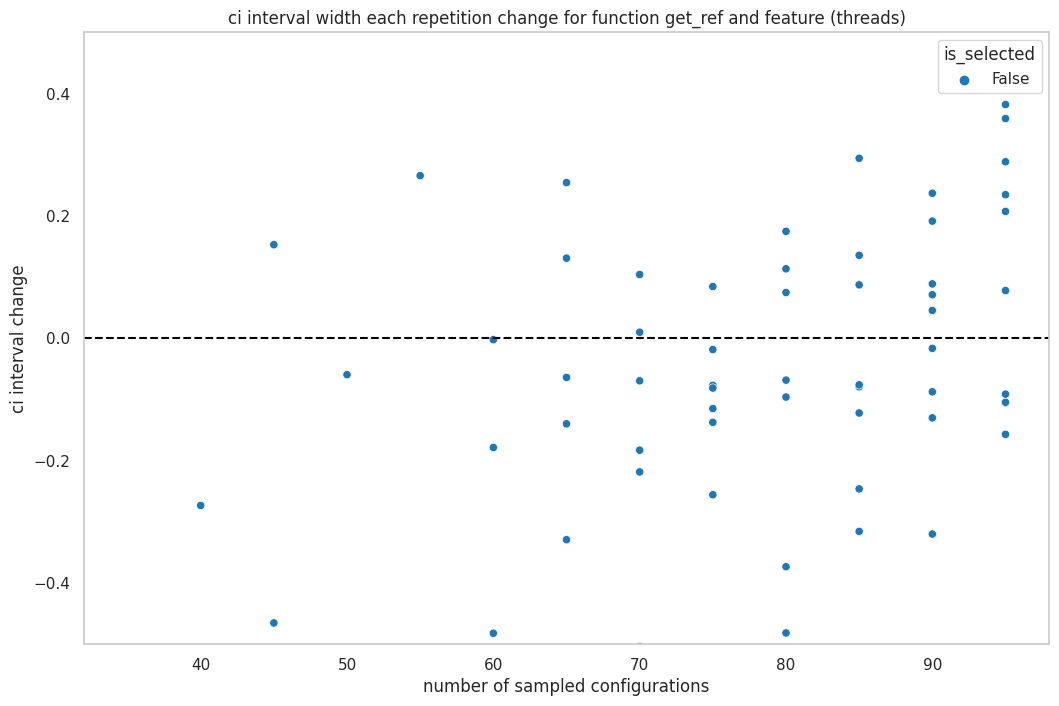 ci interval width each repetition change for function get_ref and feature (threads)
is_selected
False
ci interval change
0.4
0.2
0.0
−0.2
−0.4
40 50 60 70 80 90
number of sampled configurations